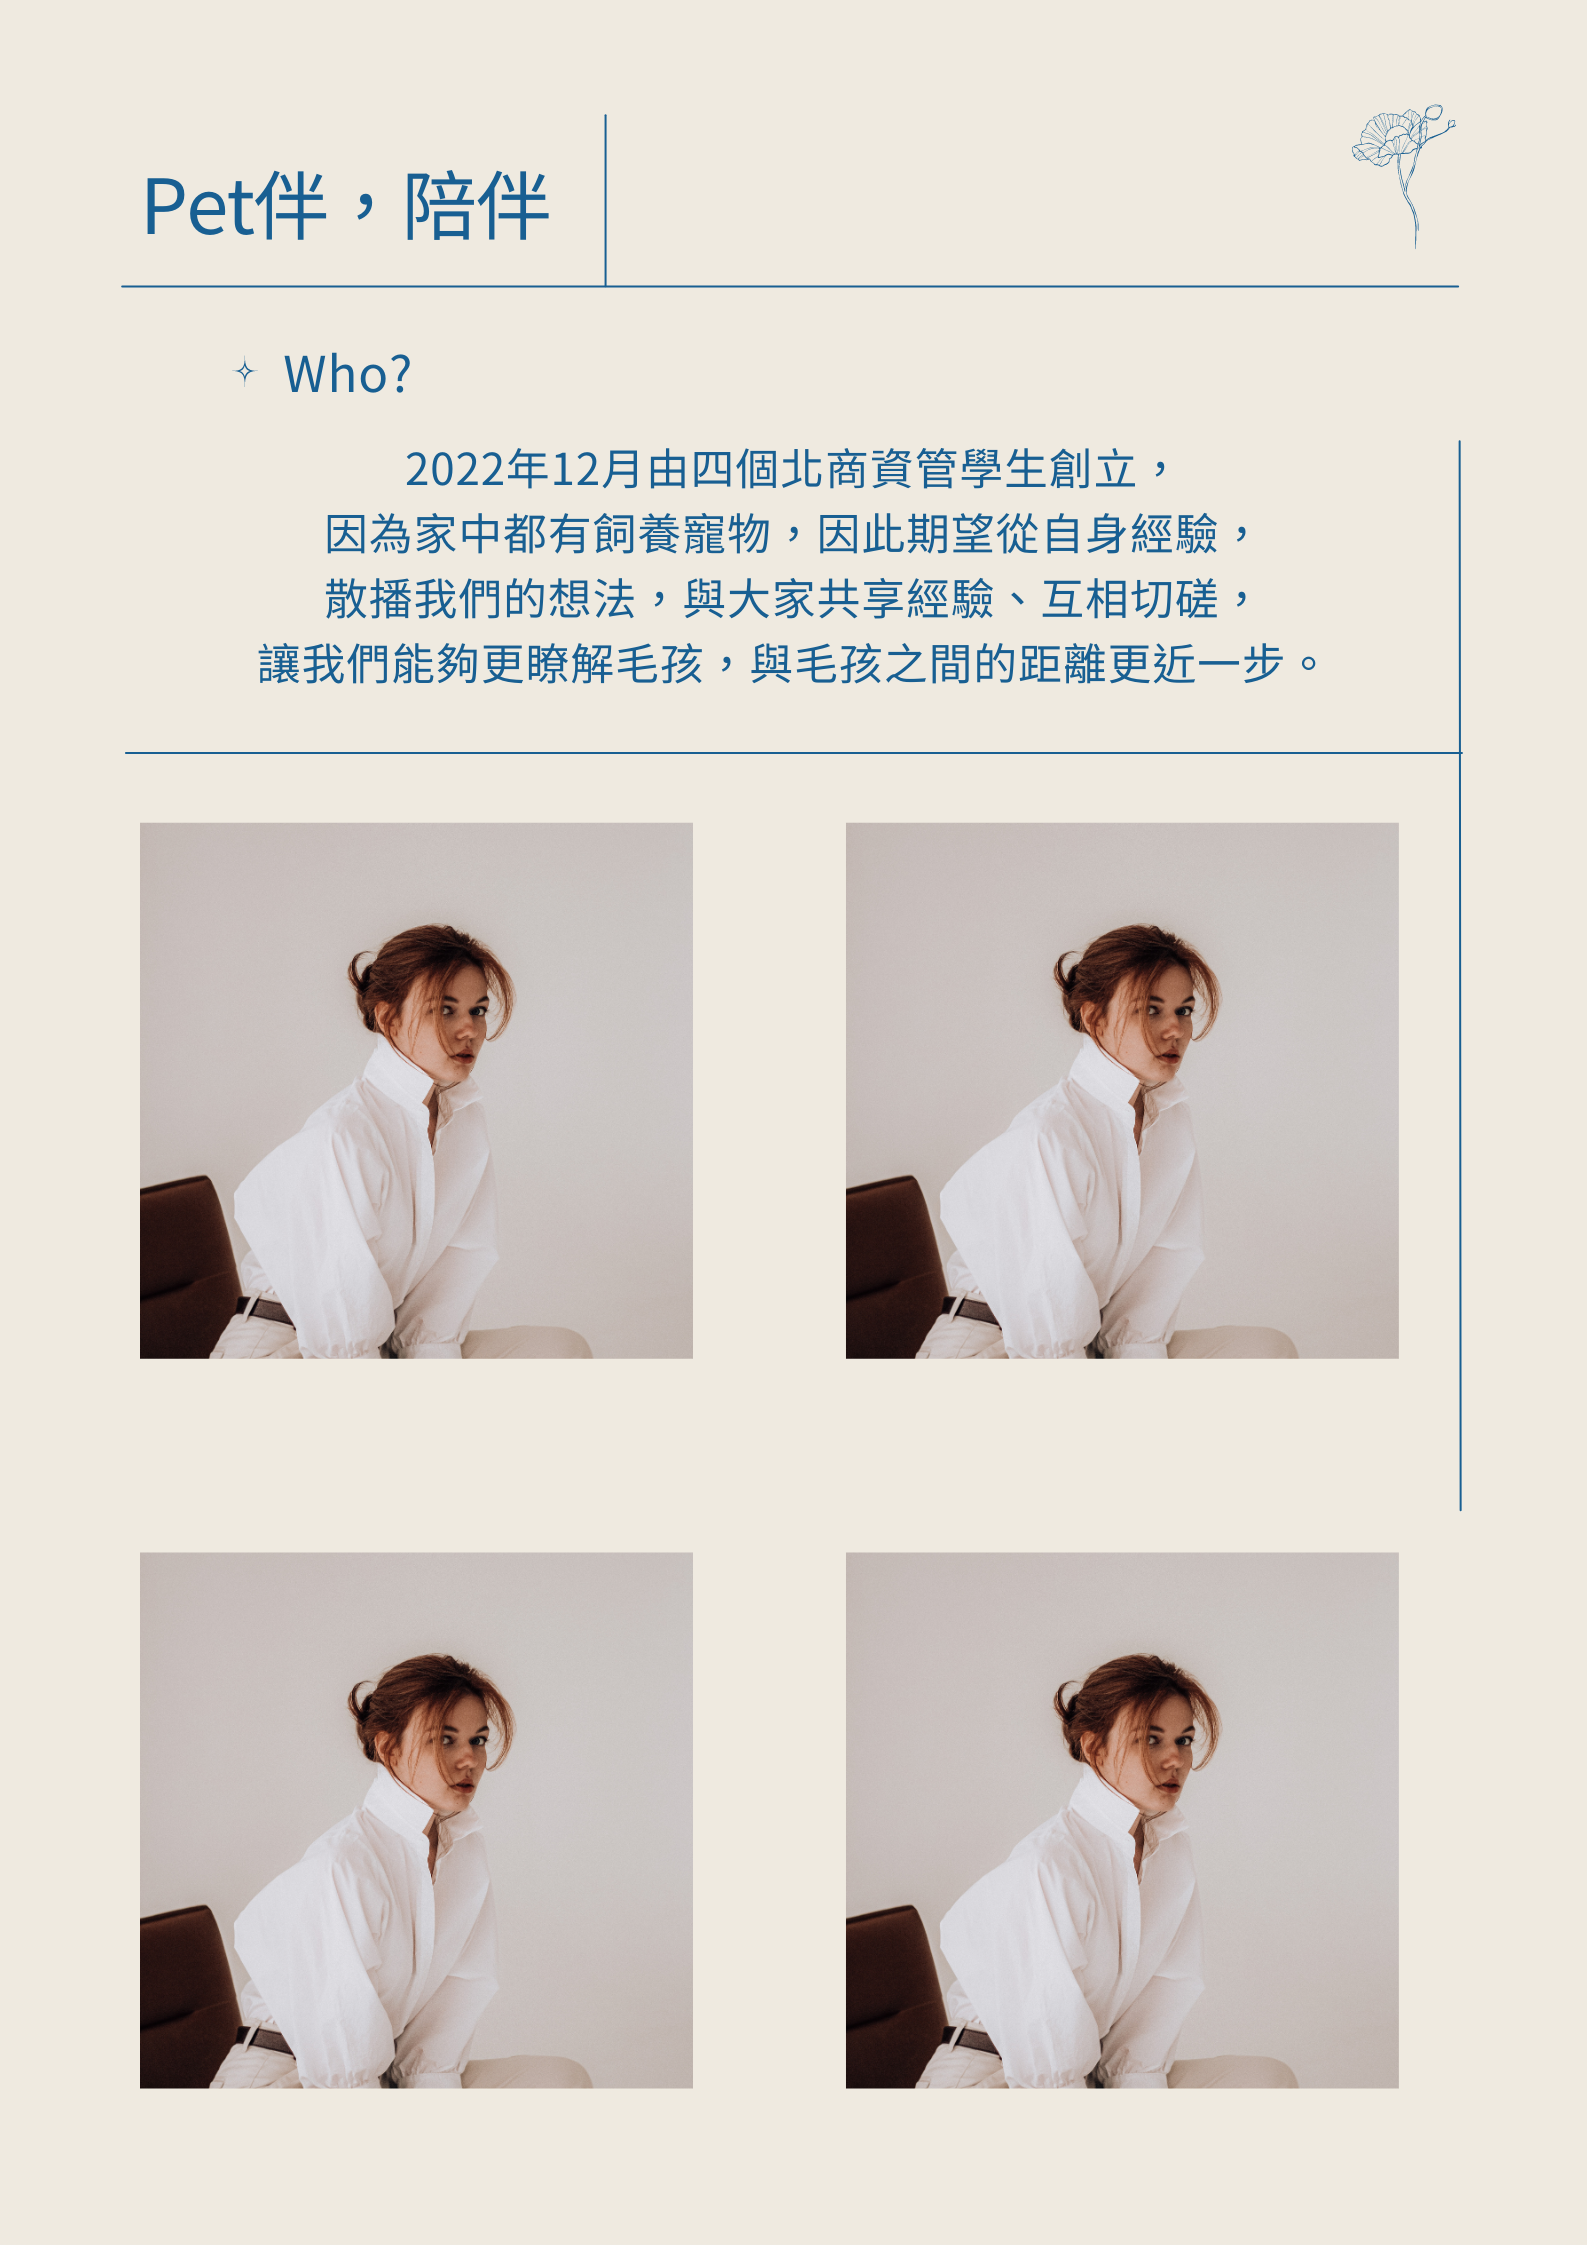 Pet伴，陪伴
Who?
2022年12月由四個北商資管學生創立，
因為家中都有飼養寵物，因此期望從自身經驗，
散播我們的想法，與大家共享經驗、互相切磋，
讓我們能夠更瞭解毛孩，與毛孩之間的距離更近一步。